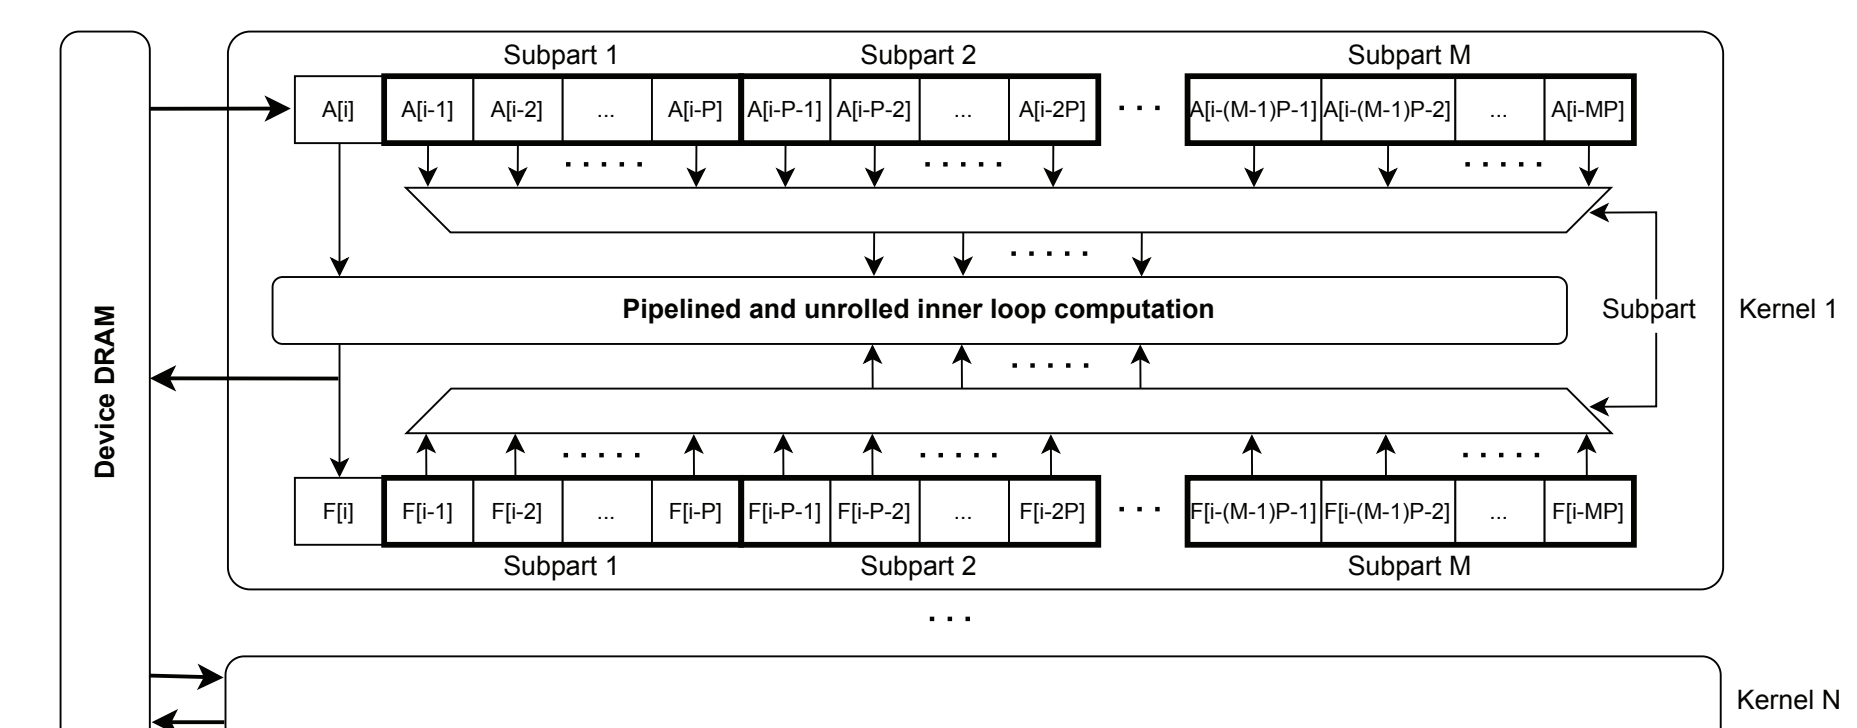 Subpart 1 Subpart 2 Subpart M
A[i] A[i-1] A[i-2] ... A[i-P] A[i-P-1] A[i-P-2] ... A[i-2P] ... A[i-(M-1)P-1] A[i-(M-1)P-2] ... A[i-MP]
Pipelined and unrolled inner loop computation
Subpart
Kernel 1
Device DRAM
F[i] F[i-1] F[i-2] ... F[i-P] F[i-P-1] F[i-P-2] ... F[i-2P] ... F[i-(M-1)P-1] F[i-(M-1)P-2] ... F[i-MP]
Subpart 1 Subpart 2 Subpart M
...
Kernel N